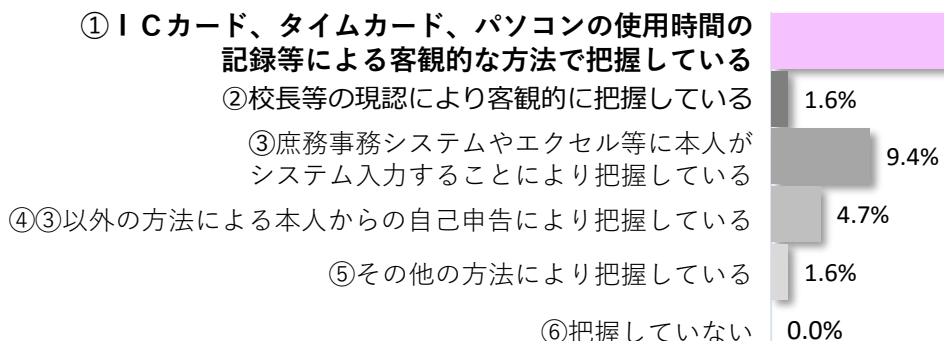 ①ＩＣカード、タイムカード、パソコンの使用時間の
記録等による客観的な方法で把握している
②校長等の現認により客観的に把握している
1.6%
③庶務事務システムやエクセル等に本人が
システム入力することにより把握している
9.4%
④③以外の方法による本人からの自己申告により把握している
4.7%
⑤その他の方法により把握している
1.6%
⑥把握していない
0.0%